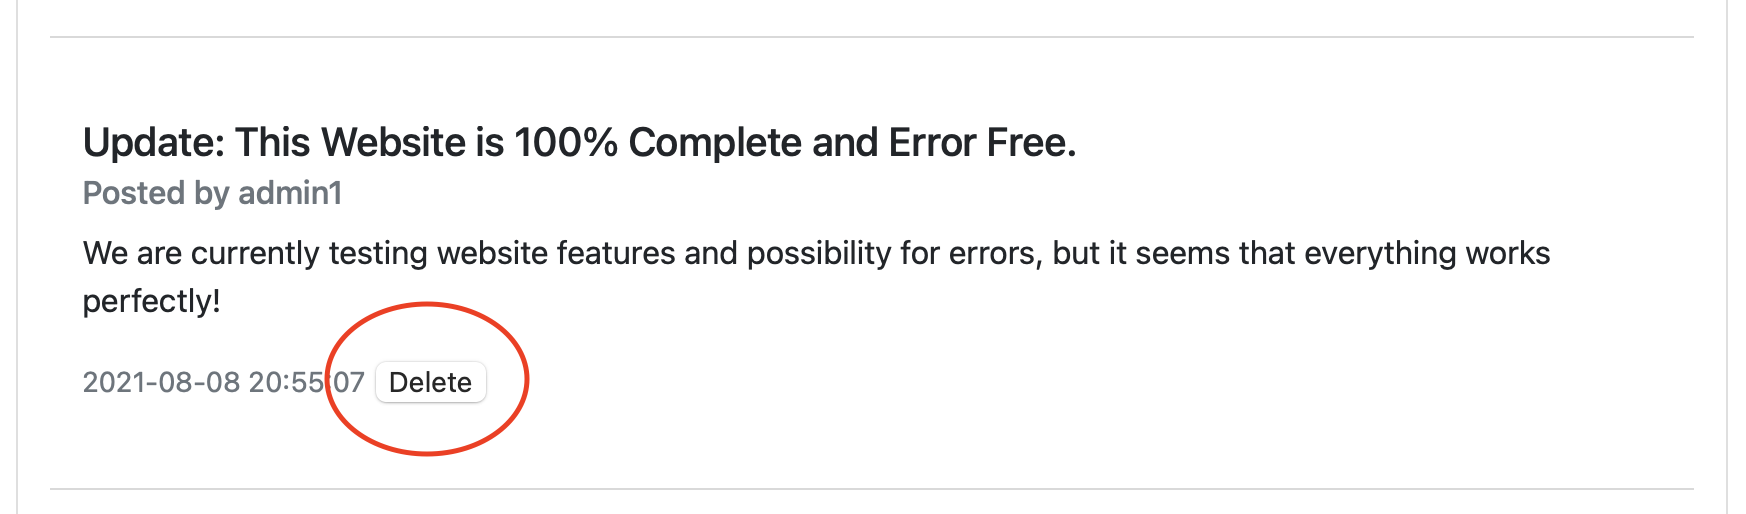 Update: This Website is 100% Complete and Error Free.
Posted by admin1
We are currently testing website features and possibility for errors, but it seems that everything works
perfectly!
2021-08-08 20:55:07 Delete